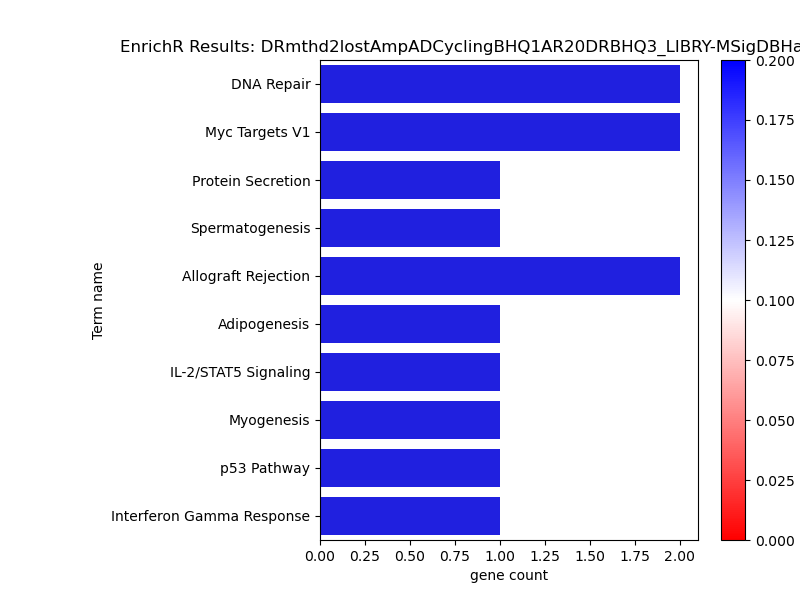 EnrichR Results: DRmthd2lostAmpADCyclingBHQ1AR20DRBHQ3_LIBRY-MSigDBHa
DNA Repair
Myc Targets V1
Protein Secretion
Spermatogenesis
Allograft Rejection
Adipogenesis
IL-2/STAT5 Signaling
Myogenesis
p53 Pathway
Interferon Gamma Response
Term name
0.00 0.25 0.50 0.75 1.00 1.25 1.50 1.75 2.00
gene count
0.200
0.175
0.150
0.125
0.100
0.075
0.050
0.025
0.000